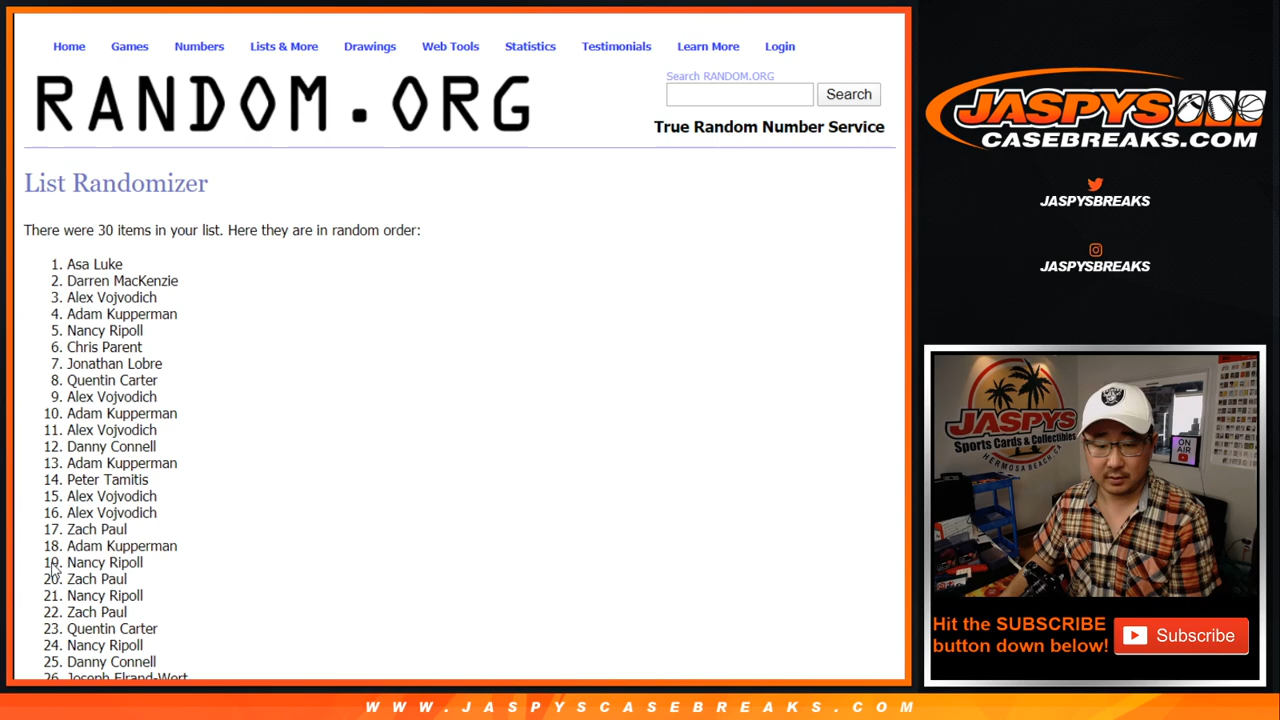 Home Games Numbers Lists & More Drawings Web Tools Statistics Testimonials Learn More Login
RANDOM.ORG
Search RANDOM.ORG
Search
True Random Number Service
List Randomizer
There were 30 items in your list. Here they are in random order:
1. Asa Luke
2. Darren MacKenzie
3. Alex Vojvodich
4. Adam Kupperman
5. Nancy Ripoll
6. Chris Parent
7. Jonathan Lobre
8. Quentin Carter
9. Alex Vojvodich
10. Adam Kupperman
11. Alex Vojvodich
12. Danny Connell
13. Adam Kupperman
14. Peter Tamitis
15. Alex Vojvodich
16. Alex Vojvodich
17. Zach Paul
18. Adam Kupperman
19. Nancy Ripoll
20. Zach Paul
21. Nancy Ripoll
22. Zach Paul
23. Quentin Carter
24. Nancy Ripoll
25. Danny Connell
26. Joseph Elrand-Wert
JASPYS
CASEBREAKS.COM
JASPYSBREAKS
JASPYSBREAKS
JASPYS
Sports Cards & Collectibles
HERMOSA BEACH, CA
ON AIR
Hit the SUBSCRIBE
button down below!
Subscribe
WWW.JASPYSCASEBREAKS.COM